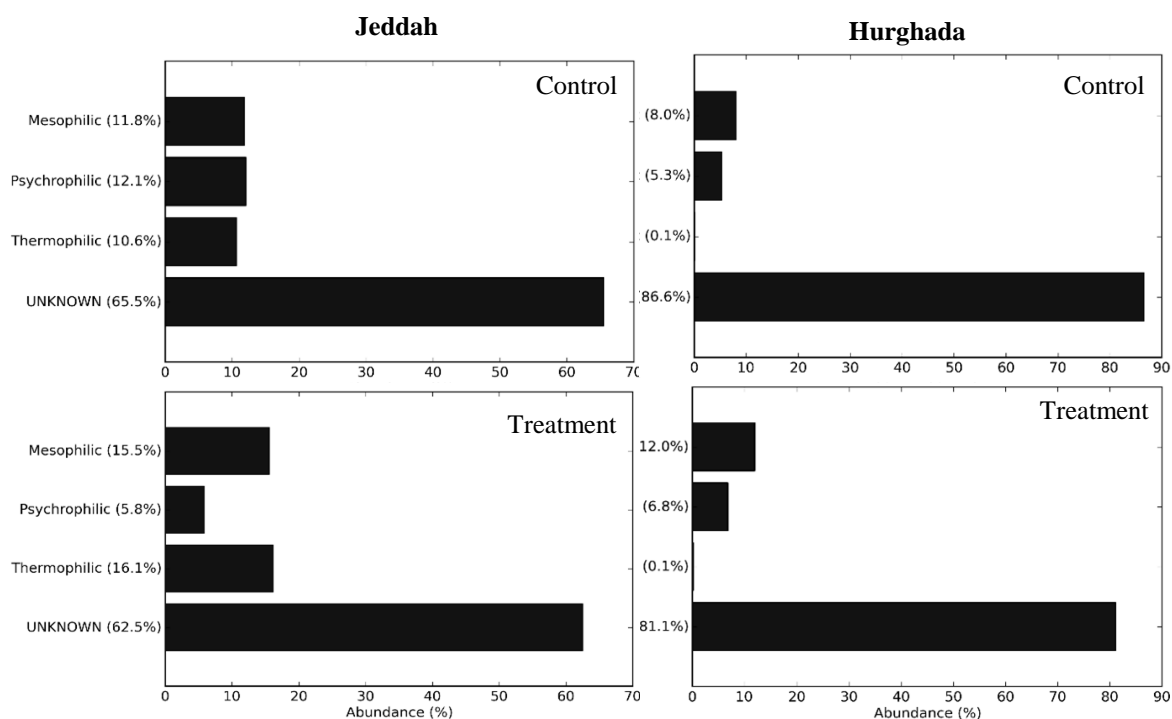 Jeddah
Control
Mesophilic (11.8%)
Psychrophilic (12.1%)
Thermophilic (10.6%)
UNKNOWN (65.5%)
0 10 20 30 40 50 60 70
Hurghada
Control
(8.0%)
(5.3%)
(0.1%)
86.6%)
0 10 20 30 40 50 60 70 80 90
Treatment
Mesophilic (15.5%)
Psychrophilic (5.8%)
Thermophilic (16.1%)
UNKNOWN (62.5%)
0 10 20 30 40 50 60 70
Abundance (%)
Treatment
12.0%)
(6.8%)
(0.1%)
81.1%)
0 10 20 30 40 50 60 70 80 90
Abundance (%)